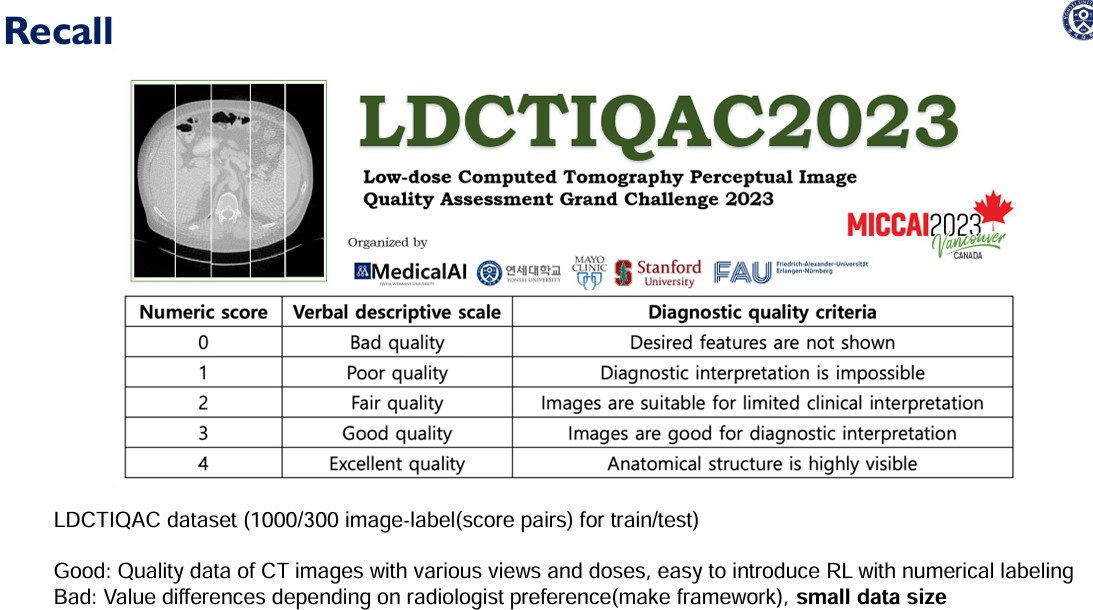 Recall
LDCTIQAC2023
Low-dose Computed Tomography Perceptual Image
Quality Assessment Grand Challenge 2023
MICCAI2023
Vancouver
CANADA
Organized by
MedicalAI
연세대학교
YONSEI UNIVERSITY
MAYO
CLINIC
Stanford
University
FAU
Friedrich-Alexander-Universität
Erlangen-Nürnberg
Numeric score Verbal descriptive scale Diagnostic quality criteria
0 Bad quality Desired features are not shown
1 Poor quality Diagnostic interpretation is impossible
2 Fair quality Images are suitable for limited clinical interpretation
3 Good quality Images are good for diagnostic interpretation
4 Excellent quality Anatomical structure is highly visible
LDCTIQAC dataset (1000/300 image-label(score pairs) for train/test)
Good: Quality data of CT images with various views and doses, easy to introduce RL with numerical labeling
Bad: Value differences depending on radiologist preference(make framework), small data size